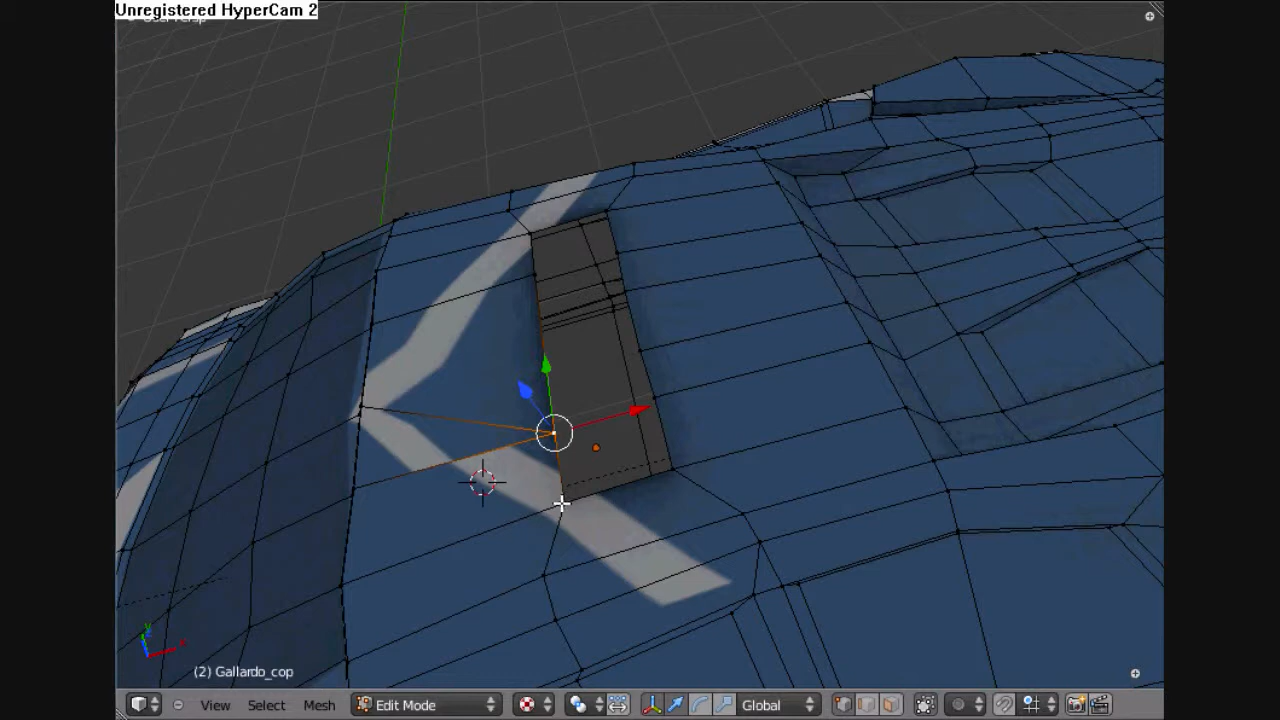 Unregistered HyperCam 2
(2) Gallardo_cop
View Select Mesh Edit Mode Global